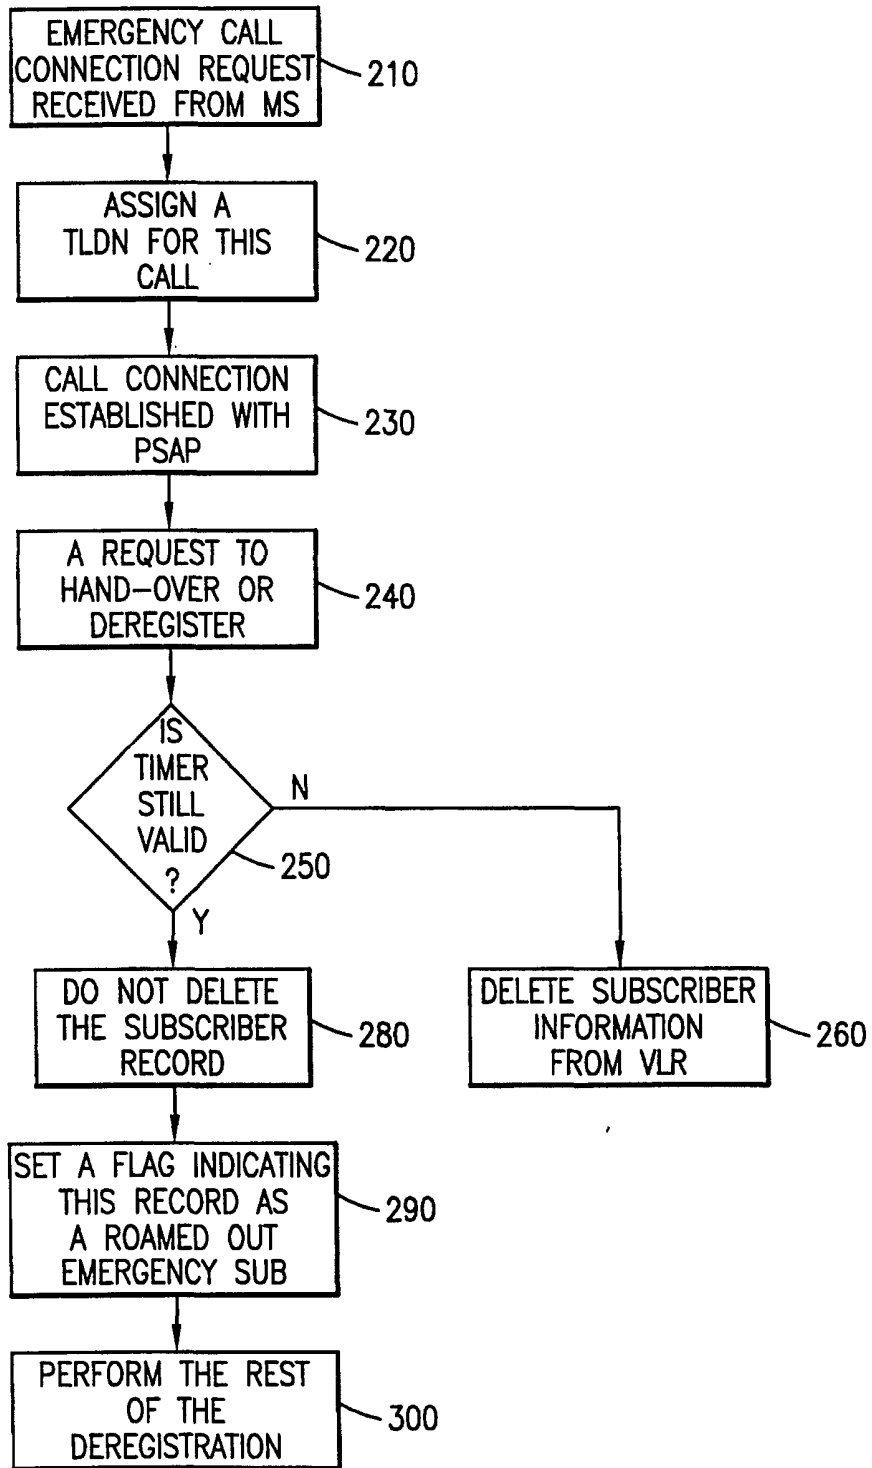 EMERGENCY CALL
CONNECTION REQUEST
RECEIVED FROM MS
210
ASSIGN A
TLDN FOR THIS
CALL
220
CALL CONNECTION
ESTABLISHED WITH
PSAP
230
A REQUEST TO
HAND-OVER OR
DEREGISTER
240
IS
TIMER
STILL
VALID
?
250
N
Y
DO NOT DELETE
THE SUBSCRIBER
RECORD
280
DELETE SUBSCRIBER
INFORMATION
FROM VLR
260
SET A FLAG INDICATING
THIS RECORD AS
A ROAMED OUT
EMERGENCY SUB
290
PERFORM THE REST
OF THE
DEREGISTRATION
300